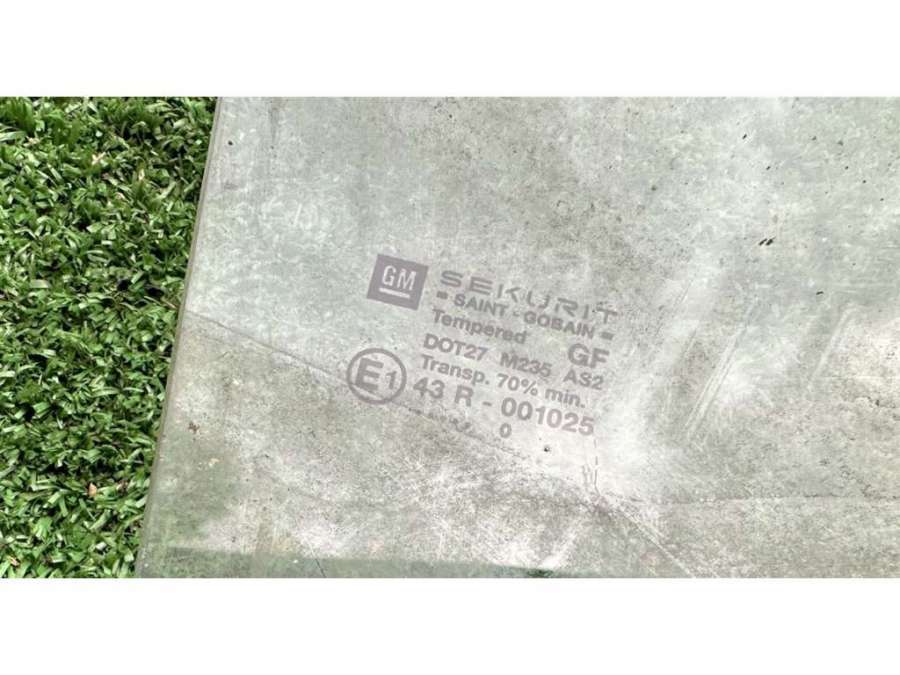 GM SEKURIT
SAINT - GOBAIN
Tempered GF
DOT27 M235 AS2
Transp. 70% min.
E1 43 R - 001025
0